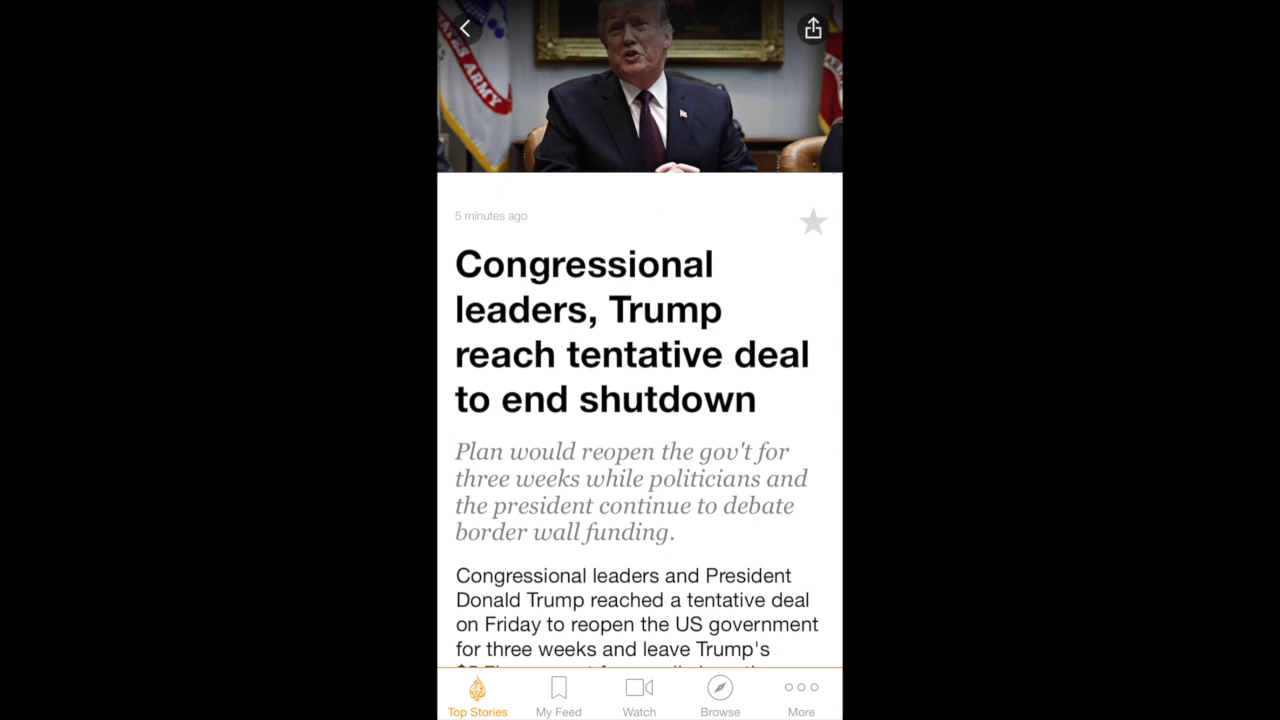 ES ARMY
5 minutes ago
Congressional
leaders, Trump
reach tentative deal
to end shutdown
Plan would reopen the gov't for
three weeks while politicians and
the president continue to debate
border wall funding.
Congressional leaders and President
Donald Trump reached a tentative deal
on Friday to reopen the US government
for three weeks and leave Trump's
Top Stories
My Feed
Watch
Browse
More